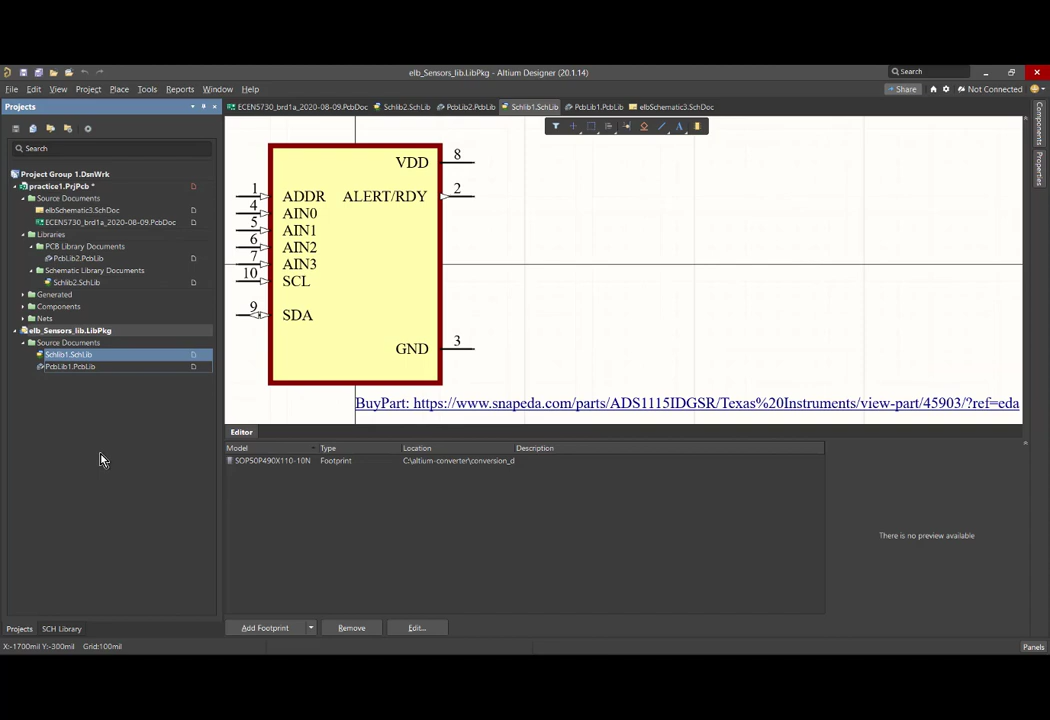 elb_Sensors_lib.LibPkg - Altium Designer (20.1.14)
Search
File Edit View Project Place Tools Reports Window Help
Share
Not Connected
Projects
ECEN5730_brd1a_2020-08-09.PcbDoc Schlib2.SchLib PcbLib2.PcbLib Schlib1.SchLib PcbLib1.PcbLib elbSchematic3.SchDoc
Search
Project Group 1.DsnWrk
practice1.PrjPcb *
Source Documents
elbSchematic3.SchDoc
ECEN5730_brd1a_2020-08-09.PcbDoc
Libraries
PCB Library Documents
PcbLib2.PcbLib
Schematic Library Documents
Schlib2.SchLib
Generated
Components
Nets
elb_Sensors_lib.LibPkg
Source Documents
Schlib1.SchLib
PcbLib1.PcbLib
VDD 8
1 ADDR ALERT/RDY 2
4 AIN0
5 AIN1
6 AIN2
7 AIN3
10 SCL
9 SDA
GND 3
BuyPart: https://www.snapeda.com/parts/ADS1115IDGSR/Texas%20Instruments/view-part/45903/?ref=eda
Components
Properties
Editor
Model Type Location Description
SOP50P490X110-10N Footprint C:\altium-converter\conversion_d
There is no preview available
Add Footprint Remove Edit...
Projects SCH Library
X:-1700mil Y:-300mil Grid:100mil
Panels